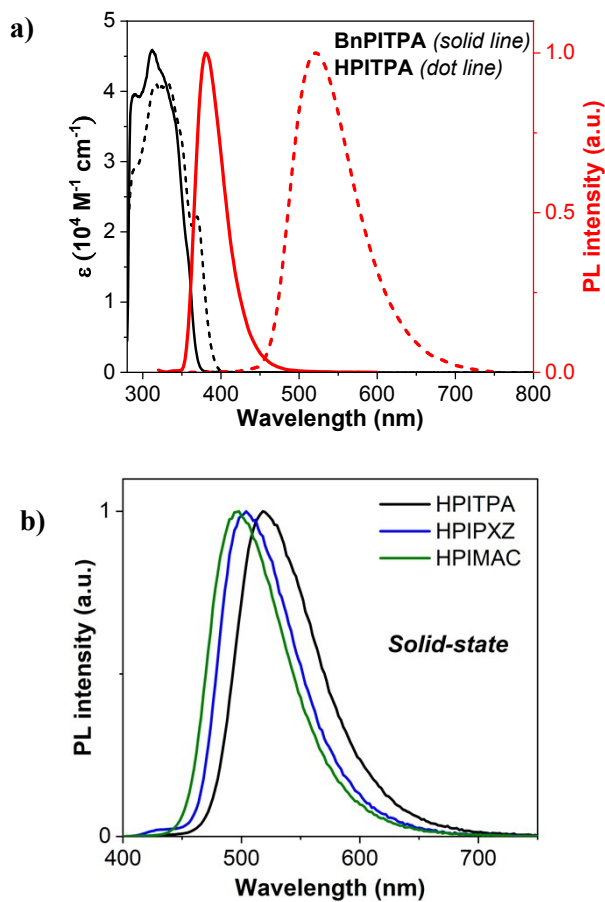 a)
BnPITPA (solid line)
HPITPA (dot line)
5
4
3
2
1
0
ε (10⁴ M⁻¹ cm⁻¹)
1.0
0.5
0.0
PL intensity (a.u.)
300 400 500 600 700 800
Wavelength (nm)
b)
HPITPA
HPIPXZ
HPIMAC
Solid-state
1
0
PL intensity (a.u.)
400 500 600 700
Wavelength (nm)